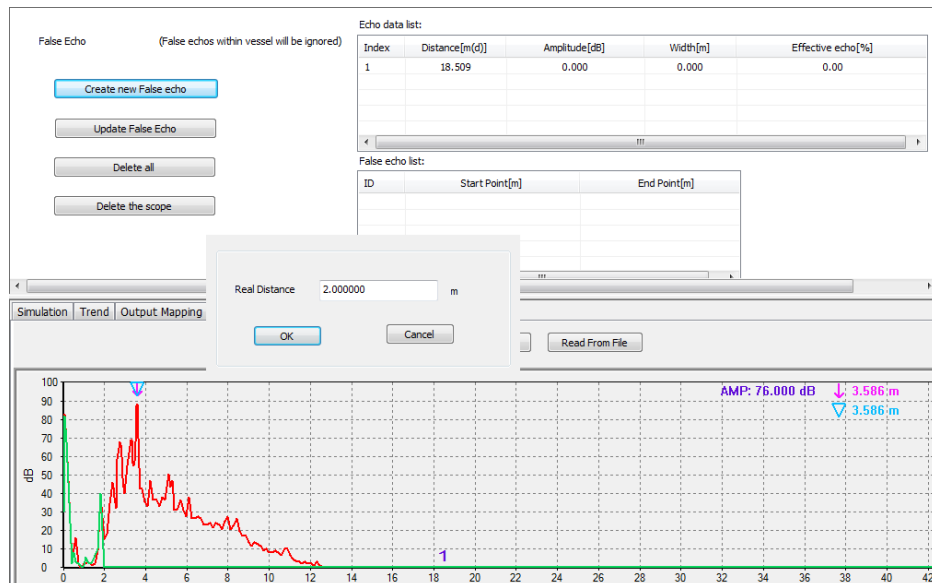 Echo data list:
False Echo (False echos within vessel will be ignored)
Index Distance[m(d)] Amplitude[dB] Width[m] Effective echo[%]
1 18.509 0.000 0.000 0.00
Create new False echo
Update False Echo
Delete all
Delete the scope
False echo list:
ID Start Point[m] End Point[m]
Real Distance 2.000000 m
OK Cancel
Simulation Trend Output Mapping
Read From File
AMP: 76.000 dB 3.586 m
3.586 m
dB
100
90
80
70
60
50
40
30
20
10
0
1
0 2 4 6 8 10 12 14 16 18 20 22 24 26 28 30 32 34 36 38 40 42